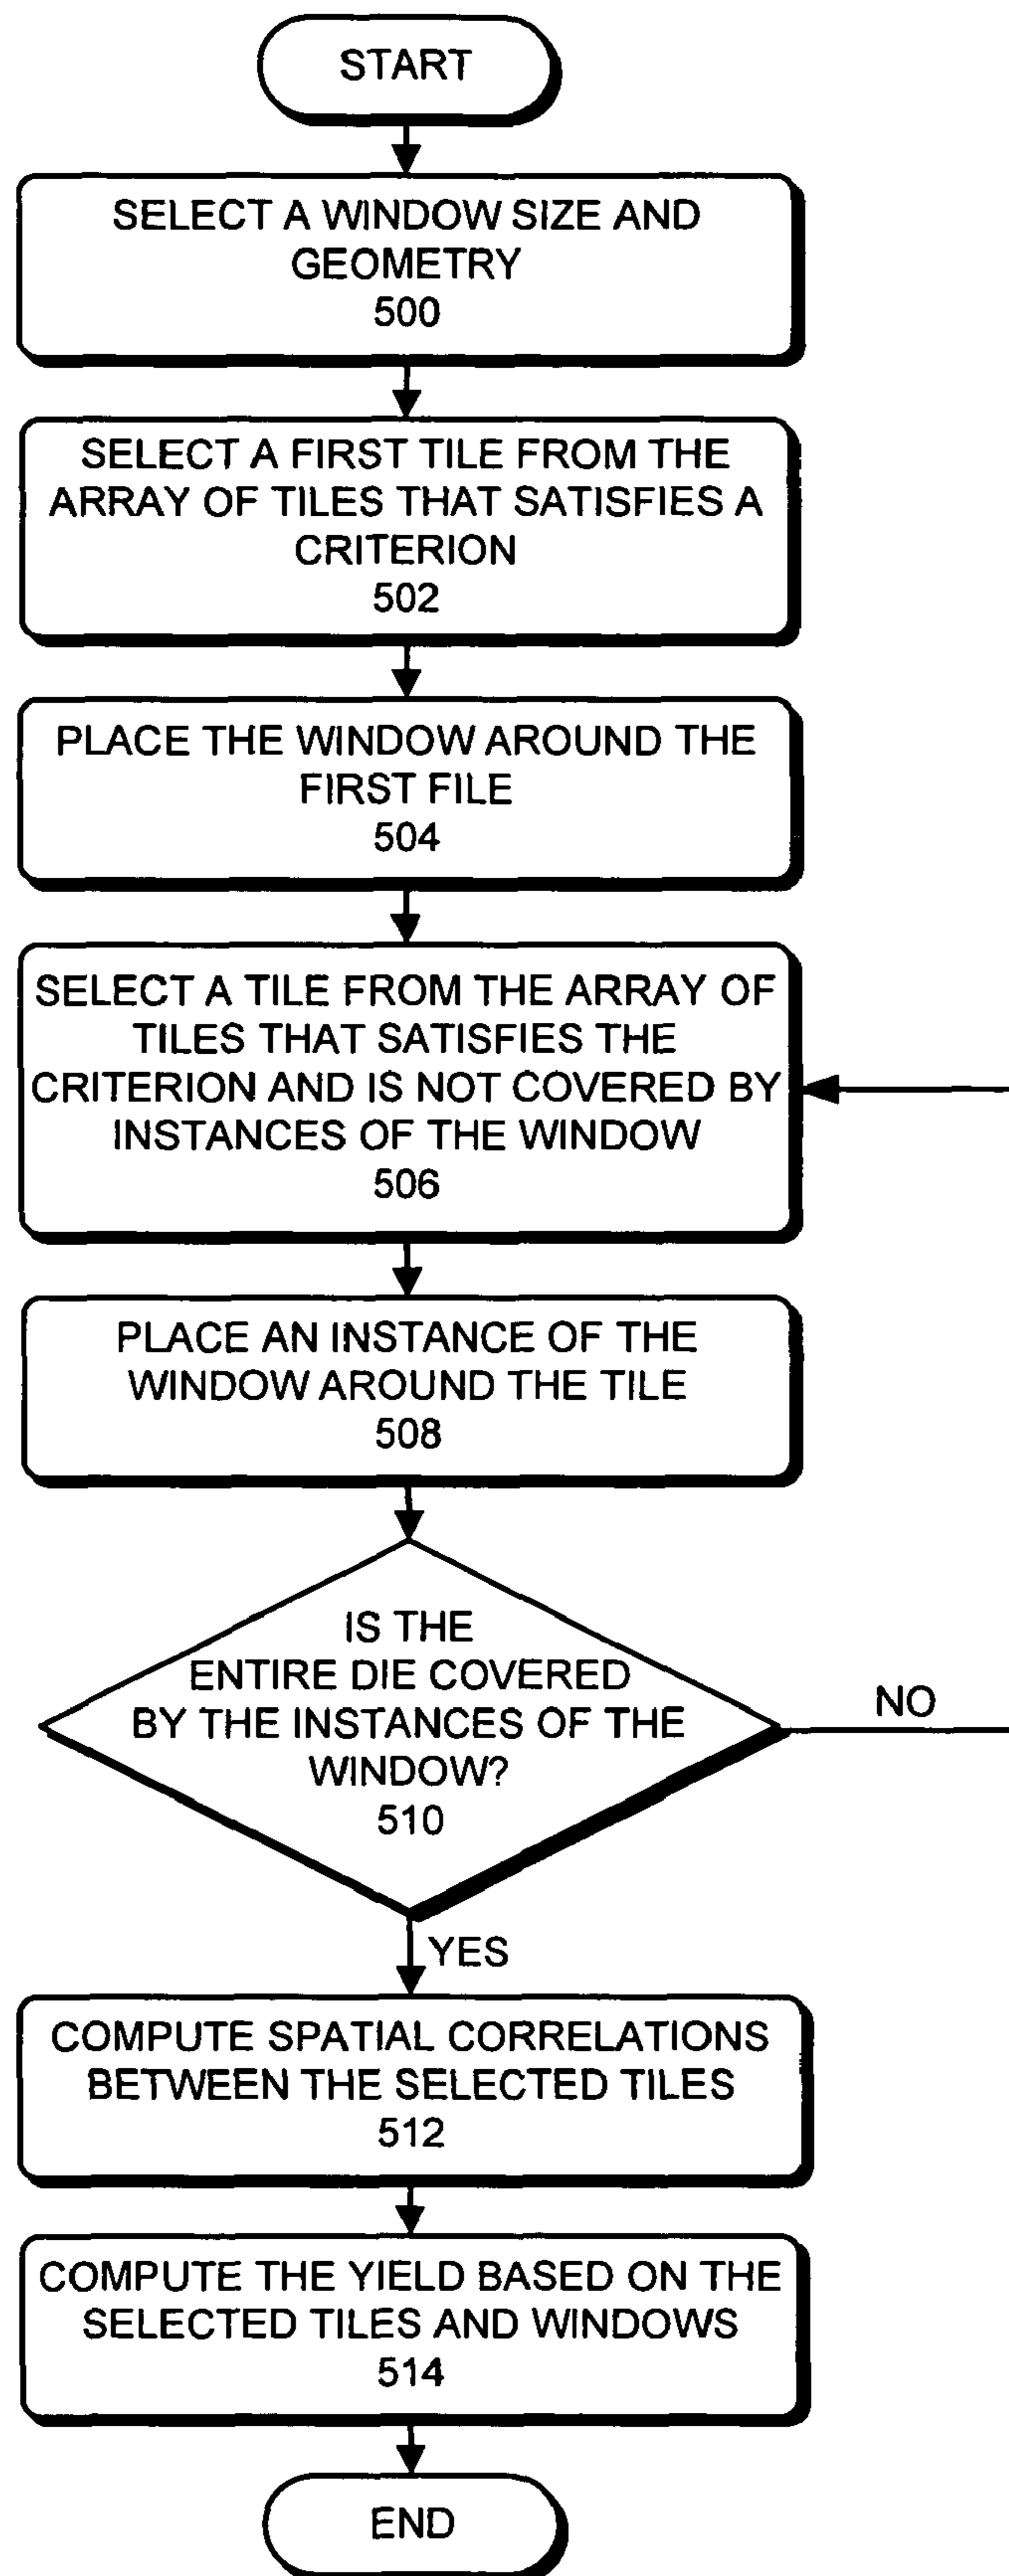 START
SELECT A WINDOW SIZE AND
GEOMETRY
500
SELECT A FIRST TILE FROM THE
ARRAY OF TILES THAT SATISFIES A
CRITERION
502
PLACE THE WINDOW AROUND THE
FIRST FILE
504
SELECT A TILE FROM THE ARRAY OF
TILES THAT SATISFIES THE
CRITERION AND IS NOT COVERED BY
INSTANCES OF THE WINDOW
506
PLACE AN INSTANCE OF THE
WINDOW AROUND THE TILE
508
IS THE
ENTIRE DIE COVERED
BY THE INSTANCES OF THE
WINDOW?
510
NO
YES
COMPUTE SPATIAL CORRELATIONS
BETWEEN THE SELECTED TILES
512
COMPUTE THE YIELD BASED ON THE
SELECTED TILES AND WINDOWS
514
END